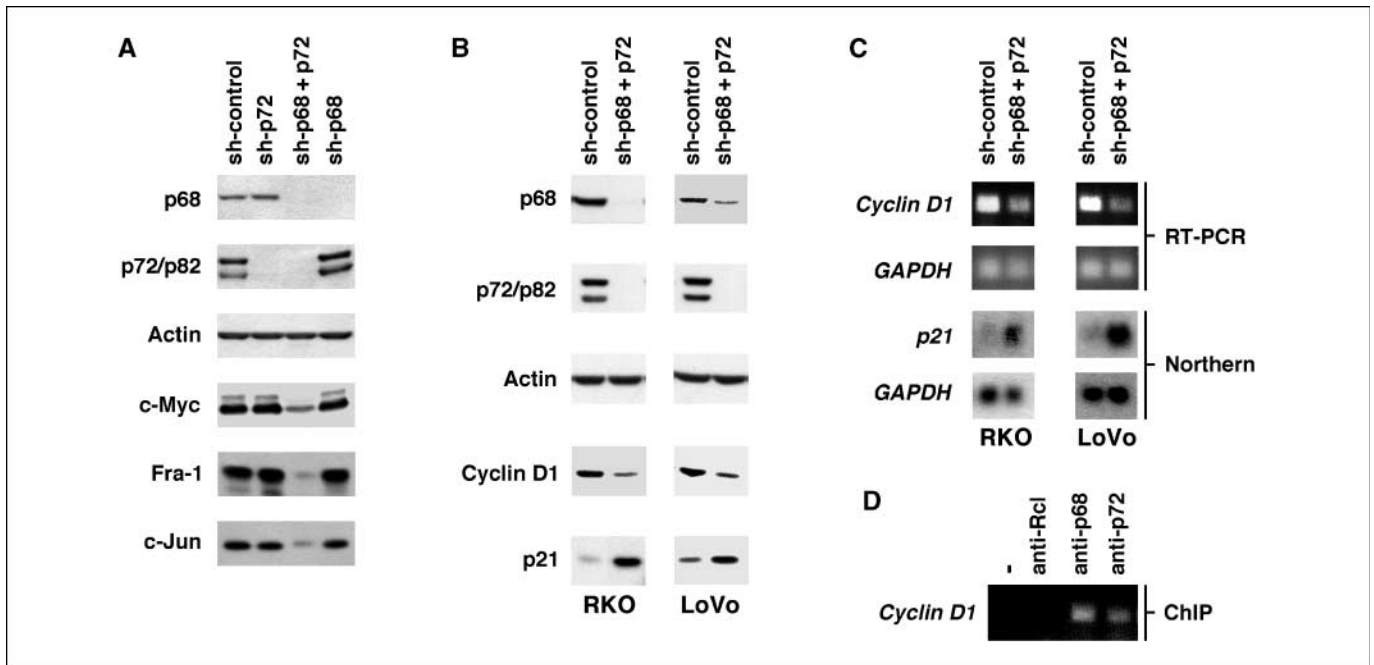 A
sh-control
sh-p72
sh-p68 + p72
sh-p68
p68
p72/p82
Actin
c-Myc
Fra-1
c-Jun
B
sh-control
sh-p68 + p72
sh-control
sh-p68 + p72
p68
p72/p82
Actin
Cyclin D1
p21
RKO
LoVo
C
sh-control
sh-p68 + p72
sh-control
sh-p68 + p72
Cyclin D1
GAPDH
RT-PCR
p21
GAPDH
Northern
RKO
LoVo
D
-
anti-Rcl
anti-p68
anti-p72
Cyclin D1
ChIP